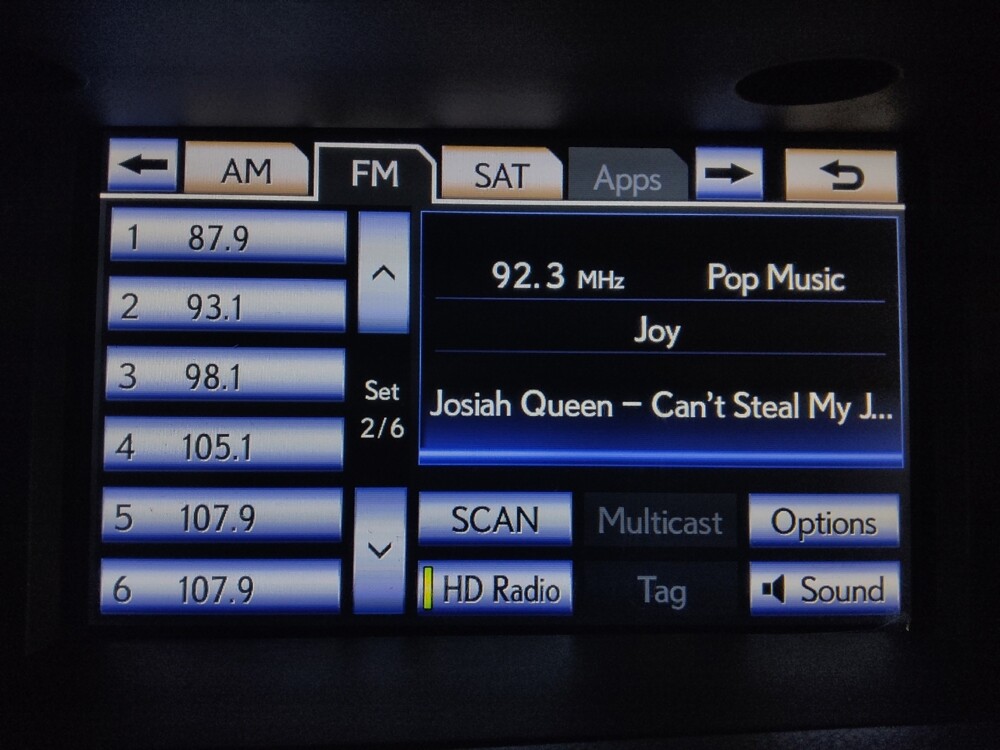 AM FM SAT Apps
1 87.9
2 93.1
3 98.1
4 105.1
5 107.9
6 107.9
Set
2/6
92.3 MHz Pop Music
Joy
Josiah Queen – Can't Steal My J...
SCAN Multicast Options
HD Radio Tag Sound